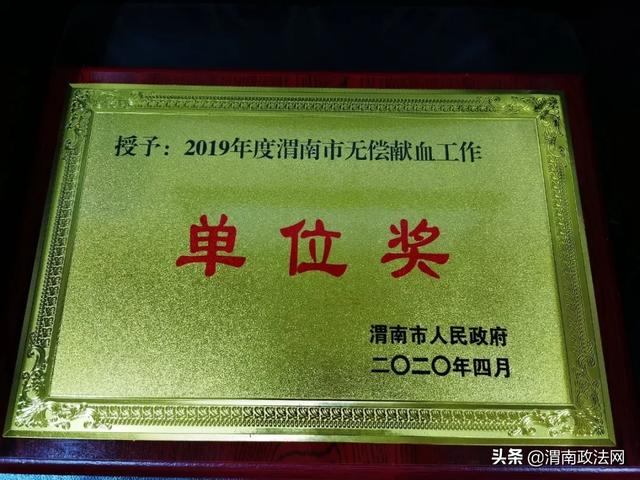 授予：2019年度渭南市无偿献血工作
单位奖
渭南市人民政府
二〇二〇年四月
头条@渭南政法网